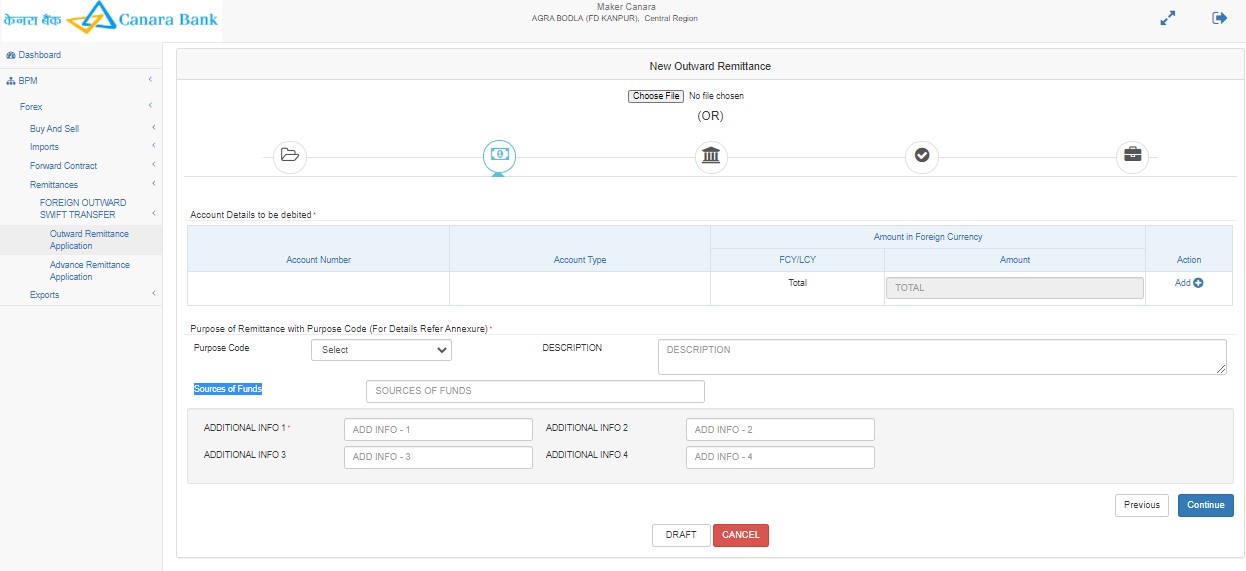 केनरा बैंक Canara Bank
Maker Canara
AGRA BODLA (FD KANPUR), Central Region
Dashboard
BPM
Forex
Buy And Sell
Imports
Forward Contract
Remittances
FOREIGN OUTWARD
SWIFT TRANSFER
Outward Remittance
Application
Advance Remittance
Application
Exports
New Outward Remittance
Choose File No file chosen
(OR)
Account Details to be debited*
Amount in Foreign Currency
Account Number Account Type FCY/LCY Amount Action
Total TOTAL Add
Purpose of Remittance with Purpose Code (For Details Refer Annexure)*
Purpose Code Select DESCRIPTION DESCRIPTION
Sources of Funds SOURCES OF FUNDS
ADDITIONAL INFO 1* ADD INFO - 1 ADDITIONAL INFO 2 ADD INFO - 2
ADDITIONAL INFO 3 ADD INFO - 3 ADDITIONAL INFO 4 ADD INFO - 4
Previous Continue
DRAFT CANCEL